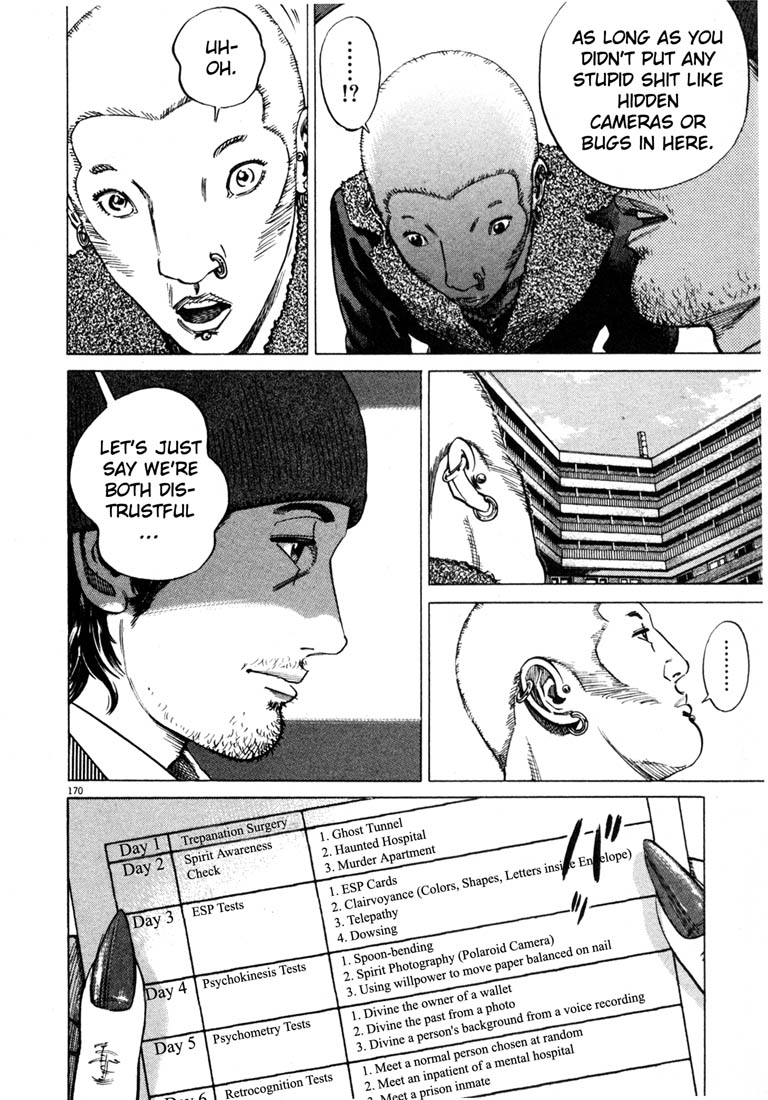 AS LONG AS YOU
DIDN'T PUT ANY
STUPID SHIT LIKE
HIDDEN
CAMERAS OR
BUGS IN HERE.
......
!?
UH-
OH.
LET'S JUST
SAY WE'RE
BOTH DIS-
TRUSTFUL
...
........
170
Day 1 Trepanation Surgery
Day 2 Spirit Awareness
Check
1. Ghost Tunnel
2. Haunted Hospital
3. Murder Apartment
Day 3 ESP Tests
1. ESP Cards
2. Clairvoyance (Colors, Shapes, Letters inside Envelope)
3. Telepathy
4. Dowsing
Day 4 Psychokinesis Tests
1. Spoon-bending
2. Spirit Photography (Polaroid Camera)
3. Using willpower to move paper balanced on nail
Day 5 Psychometry Tests
1. Divine the owner of a wallet
2. Divine the past from a photo
3. Divine a person's background from a voice recording
Day 6 Retrocognition Tests
1. Meet a normal person chosen at random
2. Meet an inpatient of a mental hospital
3. Meet a prison inmate